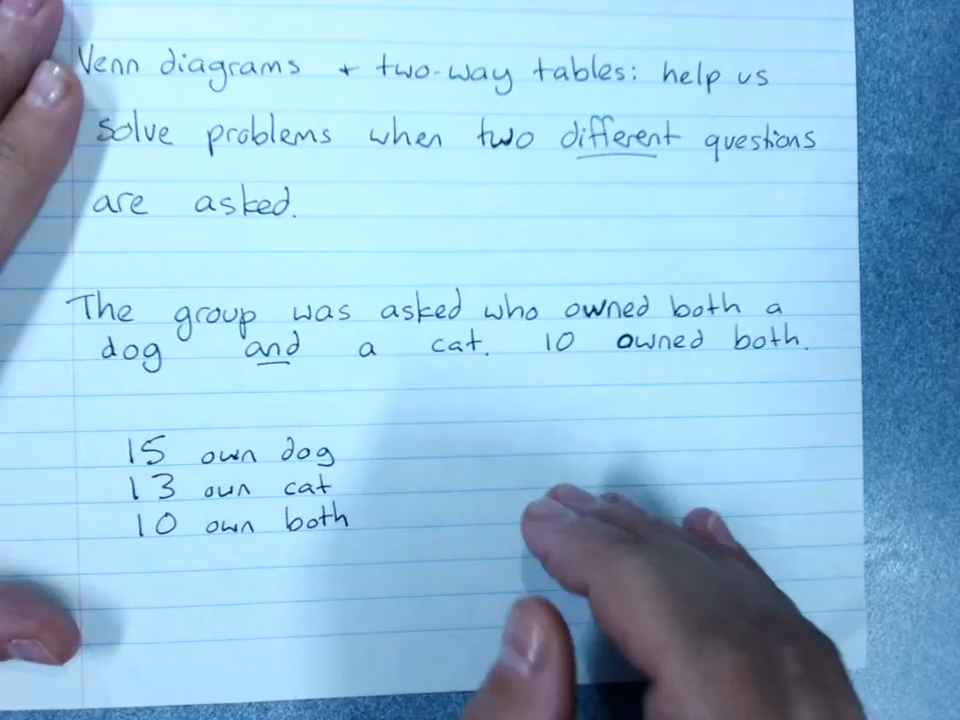 Venn diagrams + two-way tables: help us
solve problems when two different questions
are asked.
The group was asked who owned both a
dog and a cat. 10 owned both.
15 own dog
13 own cat
10 own both